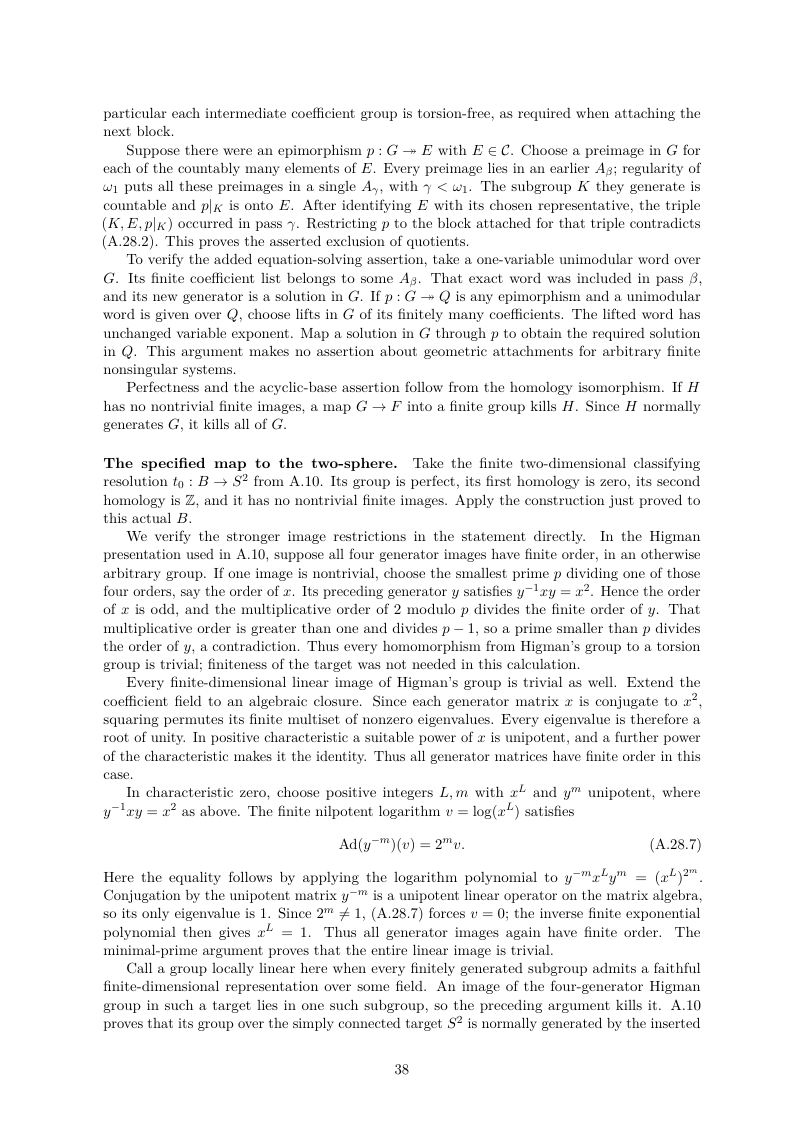 particular each intermediate coefficient group is torsion-free, as required when attaching the
next block.
Suppose there were an epimorphism p : G ↠ E with E ∈ 𝒞. Choose a preimage in G for
each of the countably many elements of E. Every preimage lies in an earlier A_β; regularity of
ω₁ puts all these preimages in a single A_γ, with γ < ω₁. The subgroup K they generate is
countable and p|_K is onto E. After identifying E with its chosen representative, the triple
(K, E, p|_K) occurred in pass γ. Restricting p to the block attached for that triple contradicts
(A.28.2). This proves the asserted exclusion of quotients.
To verify the added equation-solving assertion, take a one-variable unimodular word over
G. Its finite coefficient list belongs to some A_β. That exact word was included in pass β,
and its new generator is a solution in G. If p : G ↠ Q is any epimorphism and a unimodular
word is given over Q, choose lifts in G of its finitely many coefficients. The lifted word has
unchanged variable exponent. Map a solution in G through p to obtain the required solution
in Q. This argument makes no assertion about geometric attachments for arbitrary finite
nonsingular systems.
Perfectness and the acyclic-base assertion follow from the homology isomorphism. If H
has no nontrivial finite images, a map G → F into a finite group kills H. Since H normally
generates G, it kills all of G.
The specified map to the two-sphere. Take the finite two-dimensional classifying
resolution t₀ : B → S² from A.10. Its group is perfect, its first homology is zero, its second
homology is ℤ, and it has no nontrivial finite images. Apply the construction just proved to
this actual B.
We verify the stronger image restrictions in the statement directly. In the Higman
presentation used in A.10, suppose all four generator images have finite order, in an otherwise
arbitrary group. If one image is nontrivial, choose the smallest prime p dividing one of those
four orders, say the order of x. Its preceding generator y satisfies y⁻¹xy = x². Hence the order
of x is odd, and the multiplicative order of 2 modulo p divides the finite order of y. That
multiplicative order is greater than one and divides p − 1, so a prime smaller than p divides
the order of y, a contradiction. Thus every homomorphism from Higman's group to a torsion
group is trivial; finiteness of the target was not needed in this calculation.
Every finite-dimensional linear image of Higman's group is trivial as well. Extend the
coefficient field to an algebraic closure. Since each generator matrix x is conjugate to x²,
squaring permutes its finite multiset of nonzero eigenvalues. Every eigenvalue is therefore a
root of unity. In positive characteristic a suitable power of x is unipotent, and a further power
of the characteristic makes it the identity. Thus all generator matrices have finite order in this
case.
In characteristic zero, choose positive integers L, m with x^L and y^m unipotent, where
y⁻¹xy = x² as above. The finite nilpotent logarithm v = log(x^L) satisfies
Ad(y^{−m})(v) = 2^m v. (A.28.7)
Here the equality follows by applying the logarithm polynomial to y^{−m}x^L y^m = (x^L)^{2^m}.
Conjugation by the unipotent matrix y^{−m} is a unipotent linear operator on the matrix algebra,
so its only eigenvalue is 1. Since 2^m ≠ 1, (A.28.7) forces v = 0; the inverse finite exponential
polynomial then gives x^L = 1. Thus all generator images again have finite order. The
minimal-prime argument proves that the entire linear image is trivial.
Call a group locally linear here when every finitely generated subgroup admits a faithful
finite-dimensional representation over some field. An image of the four-generator Higman
group in such a target lies in one such subgroup, so the preceding argument kills it. A.10
proves that its group over the simply connected target S² is normally generated by the inserted
38